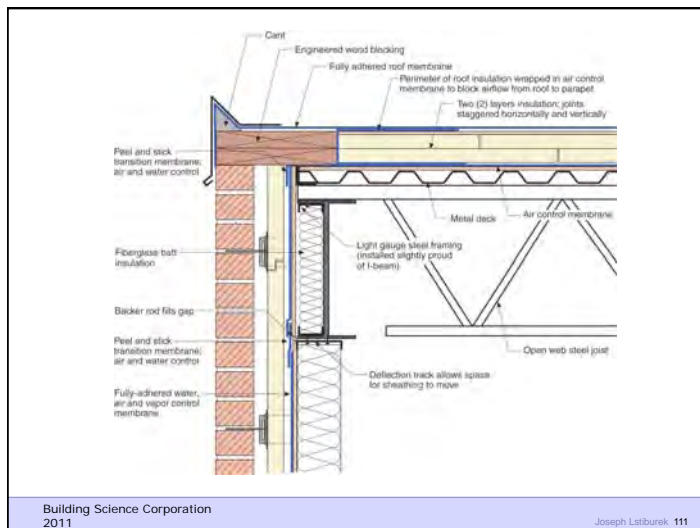 Cant
Engineered wood blocking
Fully adhered roof membrane
Perimeter of roof insulation wrapped in air control
membrane to block airflow from roof to parapet
Two (2) layers insulation; joints
staggered horizontally and vertically
Peel and stick
transition membrane;
air and water control
Metal deck
Air control membrane
Fiberglass batt
insulation
Light gauge steel framing
(installed slightly proud
of I-beam)
Backer rod fills gap
Peel and stick
transition membrane;
air and water control
Open web steel joist
Deflection track allows space
for sheathing to move
Fully-adhered water,
air and vapor control
membrane
Building Science Corporation
2011
Joseph Lstiburek 111